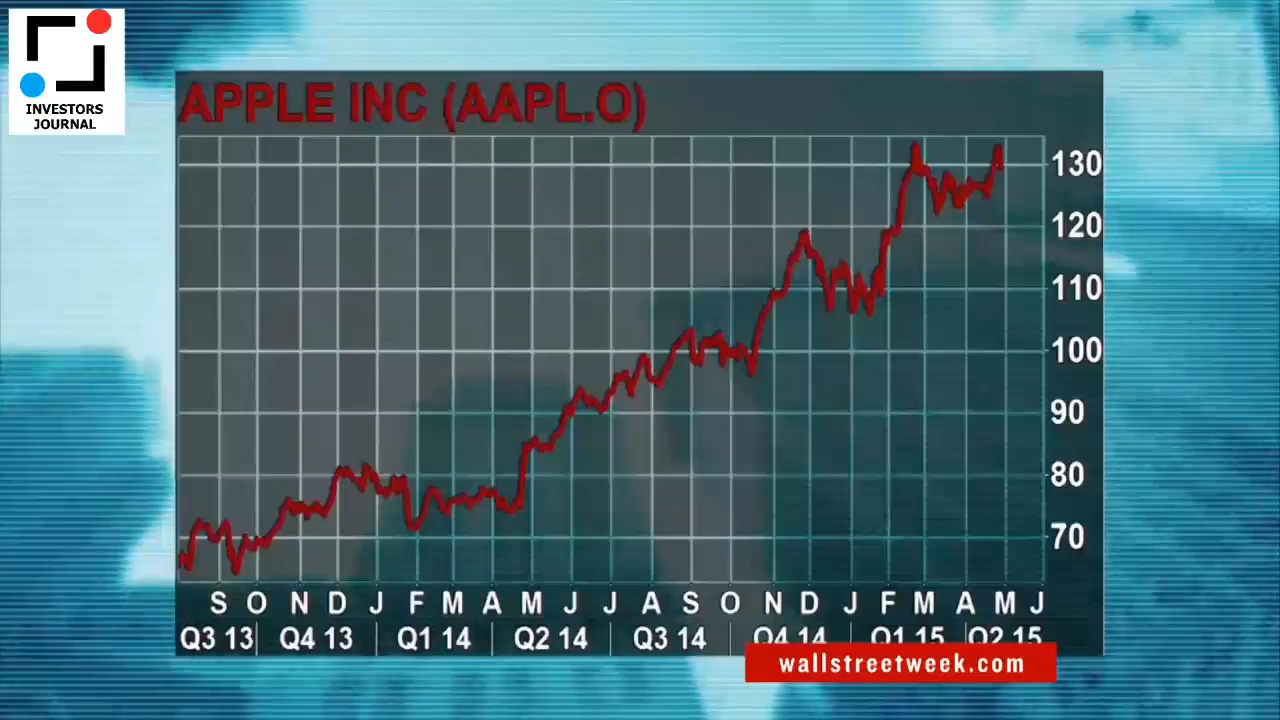 INVESTORS
JOURNAL
APPLE INC (AAPL.O)
130
120
110
100
90
80
70
S O N D J F M A M J J A S O N D J F M A M J
Q3 13 Q4 13 Q1 14 Q2 14 Q3 14 Q4 14 Q1 15 Q2 15
wallstreetweek.com